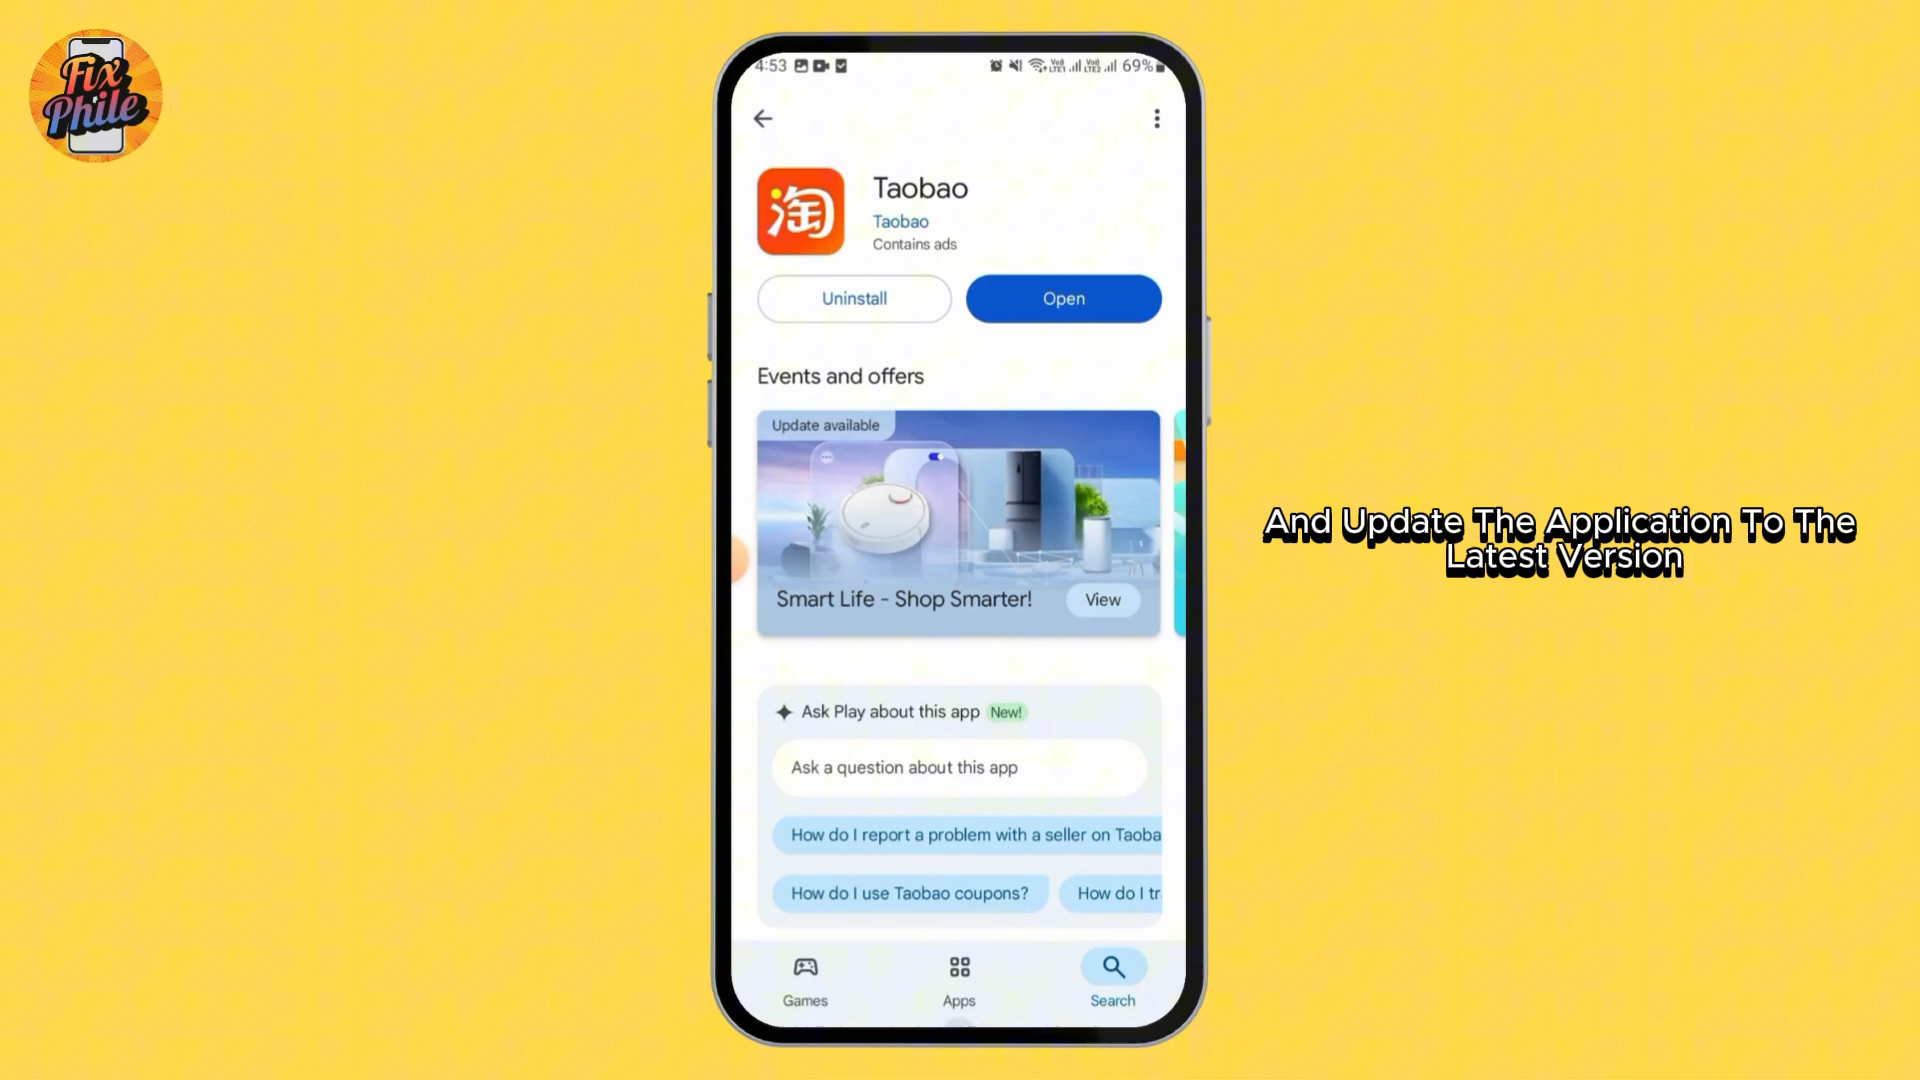 Fix
Phile
4:53
69%
淘
Taobao
Taobao
Contains ads
Uninstall
Open
Events and offers
Update available
Smart Life - Shop Smarter!
View
Ask Play about this app New!
Ask a question about this app
How do I report a problem with a seller on Taoba
How do I use Taobao coupons?
How do I tr
Games
Apps
Search
And Update The Application To The
Latest Version